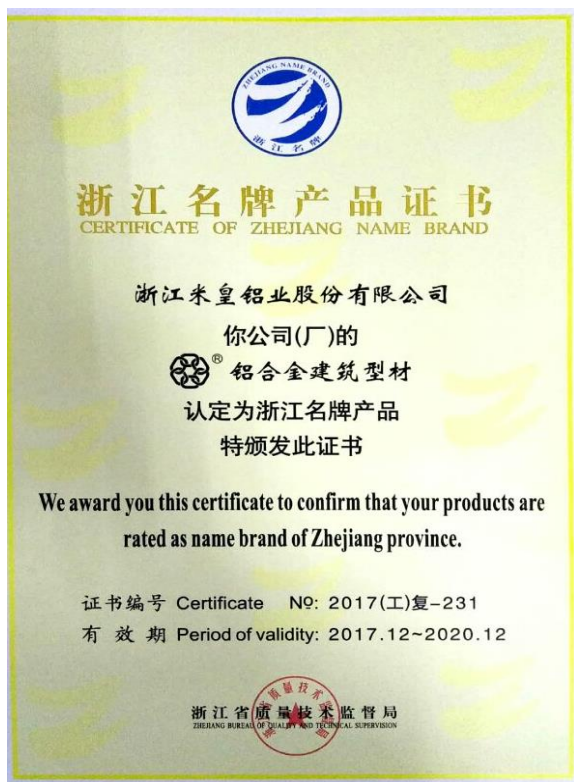 ZHEJIANG NAME BRAND
浙江名牌
浙江名牌产品证书
CERTIFICATE OF ZHEJIANG NAME BRAND
浙江米皇铝业股份有限公司
你公司(厂)的
® 铝合金建筑型材
认定为浙江名牌产品
特颁发此证书
We award you this certificate to confirm that your products are
rated as name brand of Zhejiang province.
证书编号 Certificate Nº: 2017(工)复-231
有效期 Period of validity: 2017.12~2020.12
浙江省质量技术监督局
ZHEJIANG BUREAU OF QUALITY AND TECHNICAL SUPERVISION